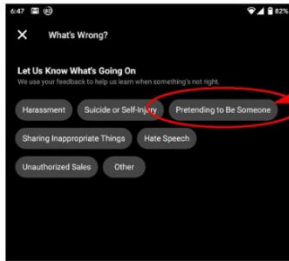 6:47 82%
What's Wrong?
Let Us Know What's Going On
We use your feedback to help us learn when something's not right.
Harassment Suicide or Self-Injury Pretending to Be Someone
Sharing Inappropriate Things Hate Speech
Unauthorized Sales Other